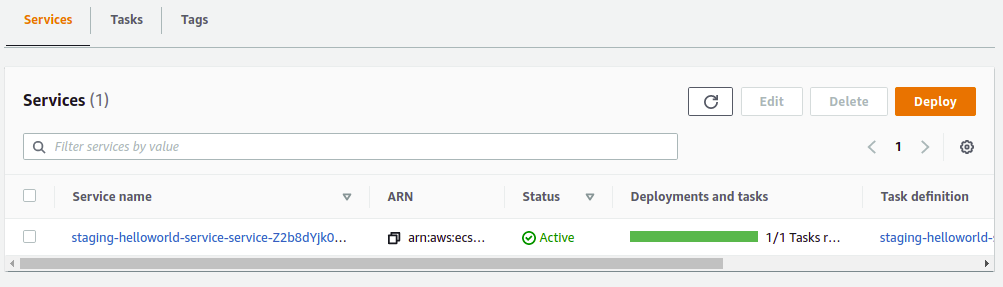 Services Tasks Tags
Services (1) Edit Delete Deploy
Filter services by value 1
Service name ARN Status Deployments and tasks Task definition
staging-helloworld-service-service-Z2b8dYjk0... arn:aws:ecs... Active 1/1 Tasks r... staging-helloworld-s